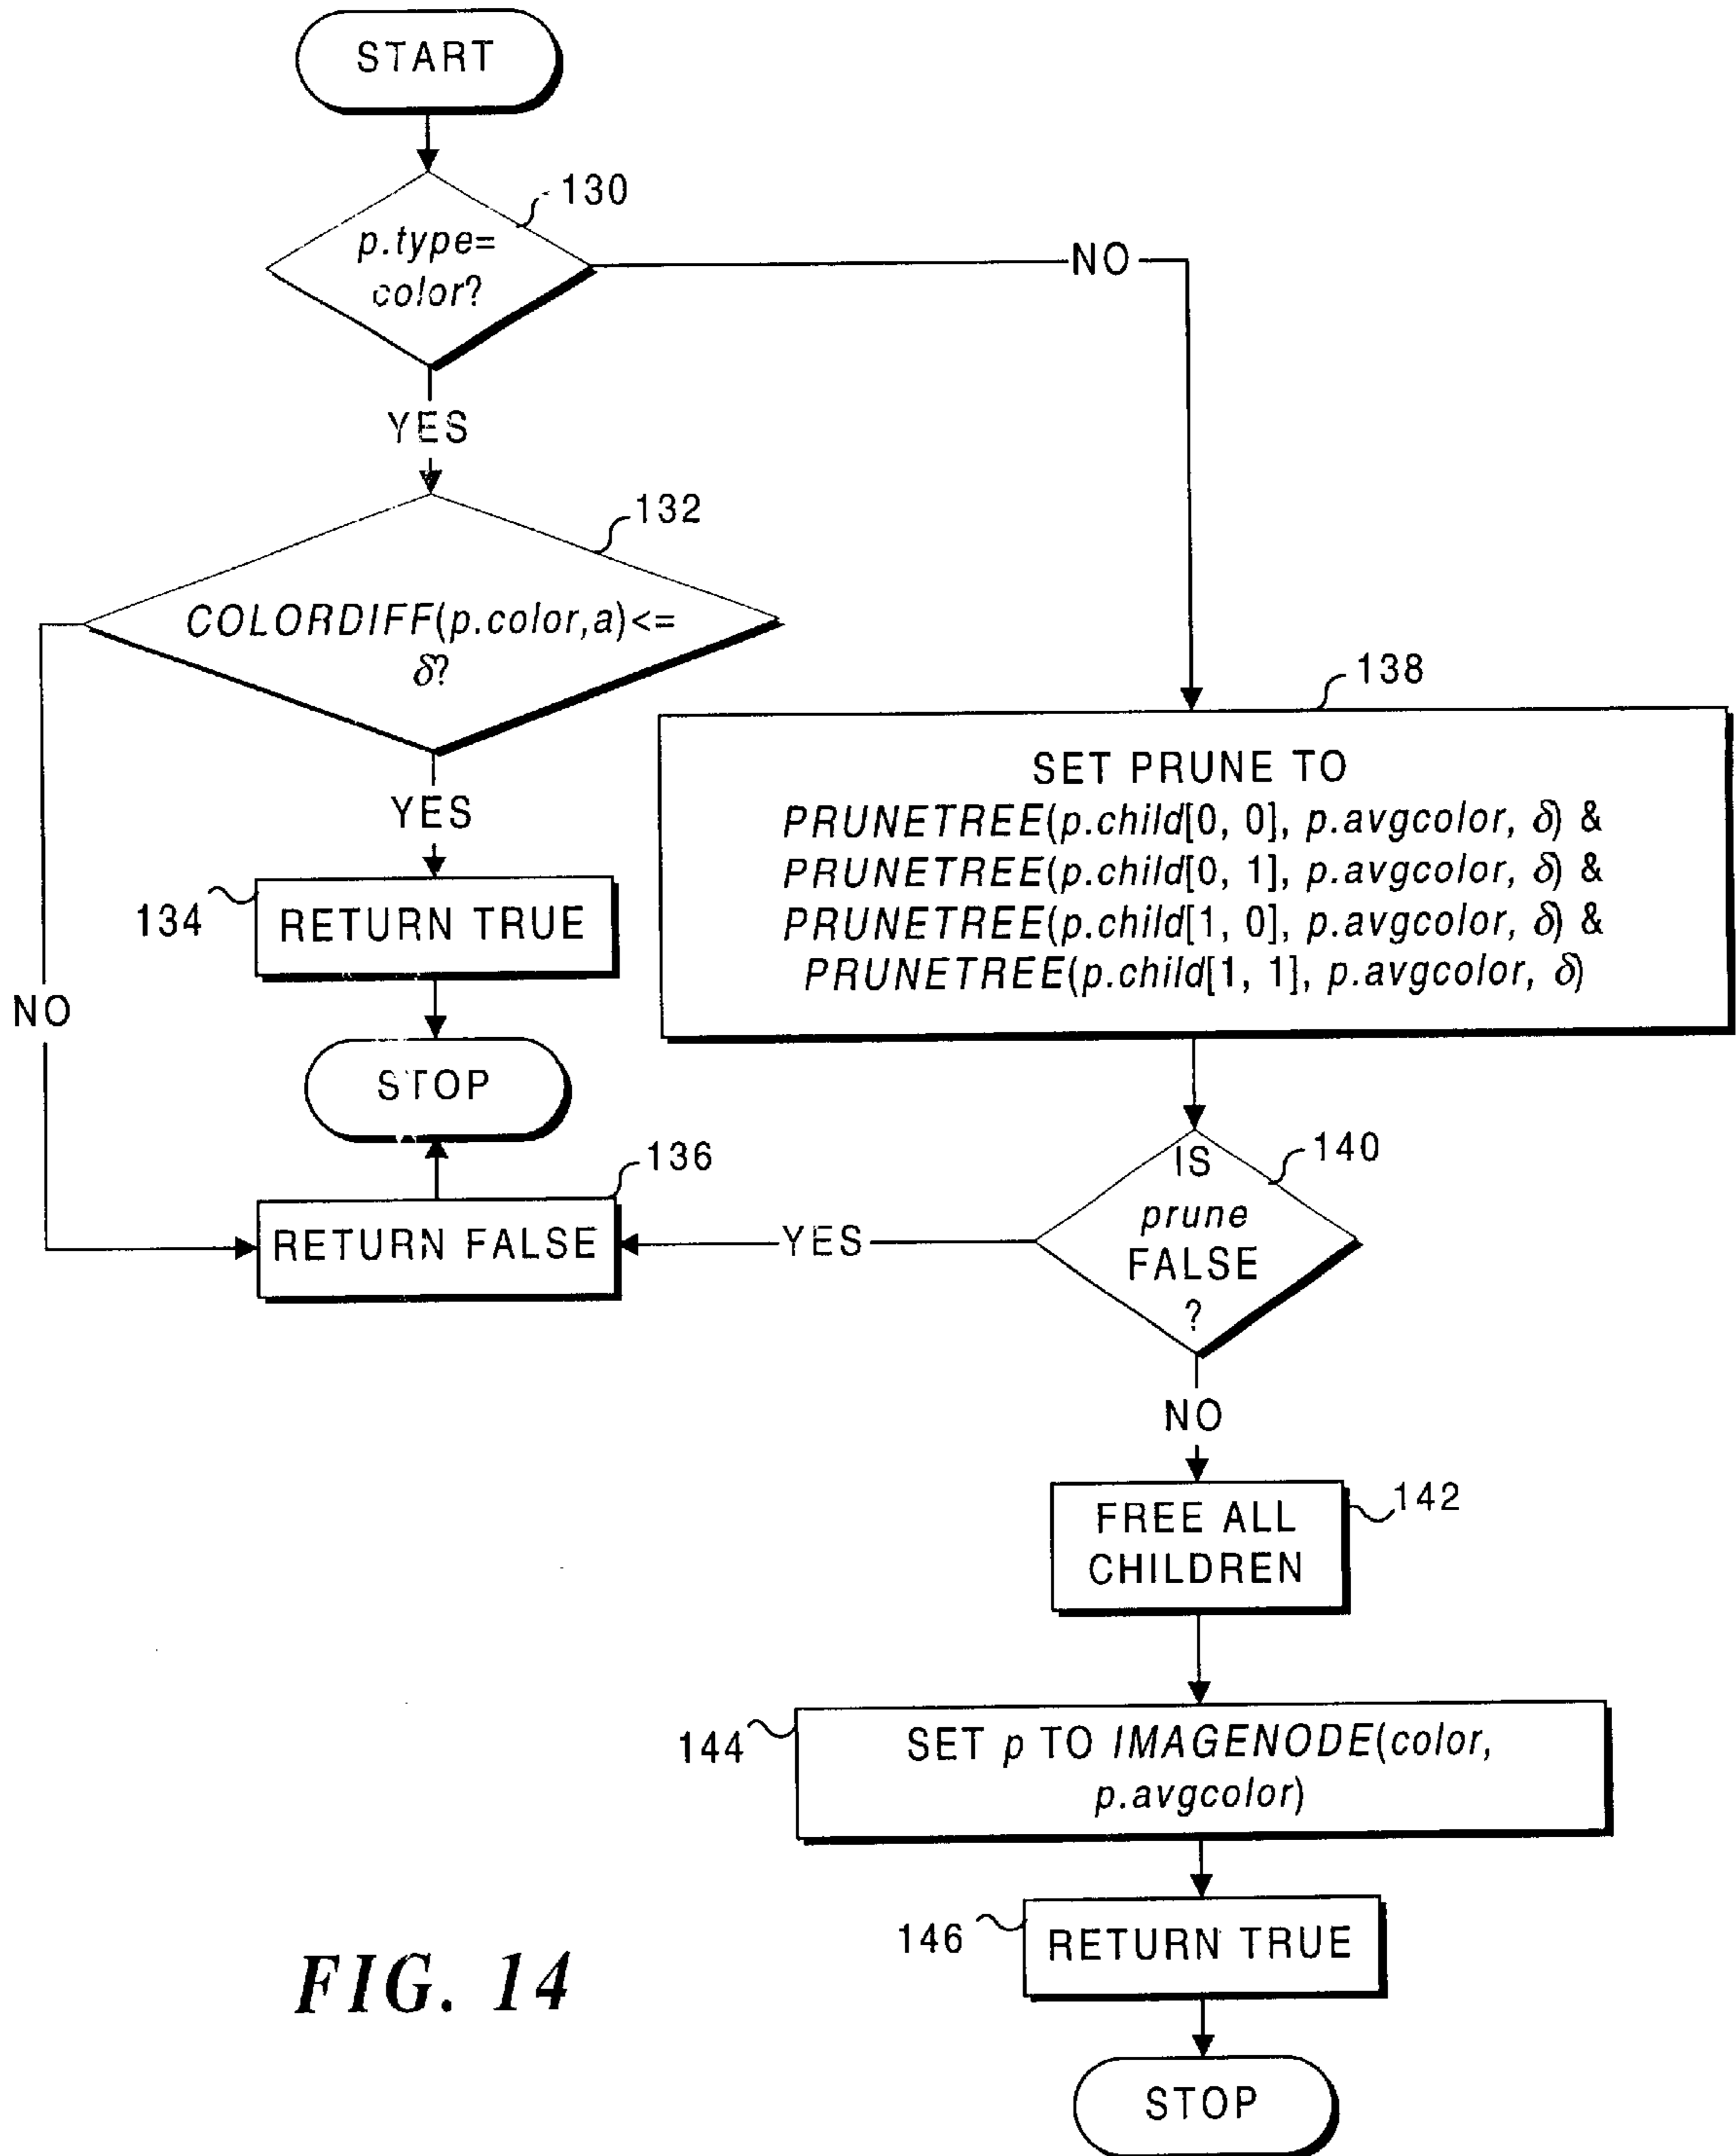 START
130
p.type=
color?
NO
YES
132
COLORDIFF(p.color,a)<=
δ?
YES
134
RETURN TRUE
NO
STOP
136
RETURN FALSE
138
SET PRUNE TO
PRUNETREE(p.child[0, 0], p.avgcolor, δ) &
PRUNETREE(p.child[0, 1], p.avgcolor, δ) &
PRUNETREE(p.child[1, 0], p.avgcolor, δ) &
PRUNETREE(p.child[1, 1], p.avgcolor, δ)
140
IS
prune
FALSE
?
YES
NO
142
FREE ALL
CHILDREN
144
SET p TO IMAGENODE(color,
p.avgcolor)
146
RETURN TRUE
STOP
FIG. 14